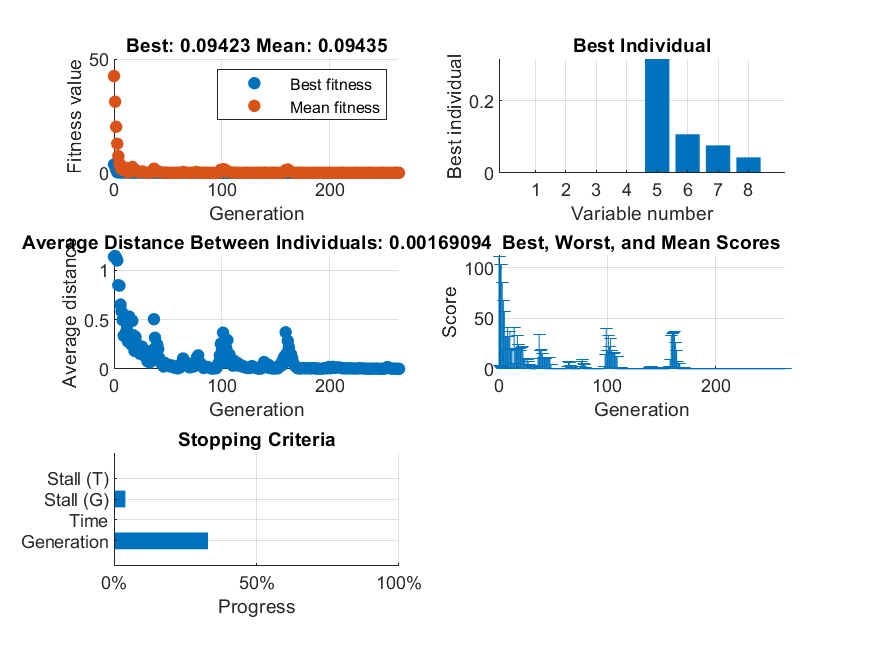 Best: 0.09423 Mean: 0.09435
Fitness value
50
0
Best fitness
Mean fitness
0 100 200
Generation
Best Individual
Best individual
0.2
0
1 2 3 4 5 6 7 8
Variable number
Average Distance Between Individuals: 0.00169094
Average distance
1
0.5
0
0 100 200
Generation
Best, Worst, and Mean Scores
Score
100
50
0
0 100 200
Generation
Stopping Criteria
Stall (T)
Stall (G)
Time
Generation
0% 50% 100%
Progress